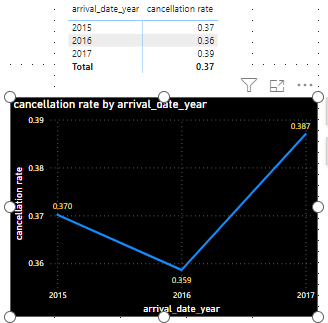 arrival_date_year cancellation rate
2015 0.37
2016 0.36
2017 0.39
Total 0.37
cancellation rate by arrival_date_year
0.39
0.387
0.38
cancellation rate
0.37
0.370
0.36
0.359
2015 2016 2017
arrival_date_year